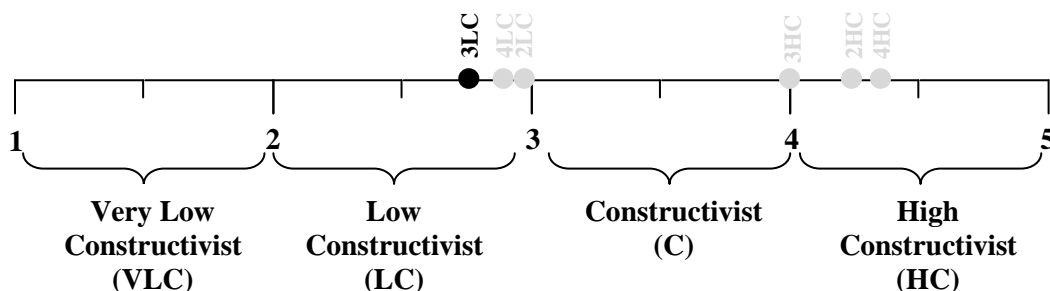 3LC 4LC 2LC 3HC 2HC 4HC
1 2 3 4 5
Very Low Constructivist (VLC)
Low Constructivist (LC)
Constructivist (C)
High Constructivist (HC)